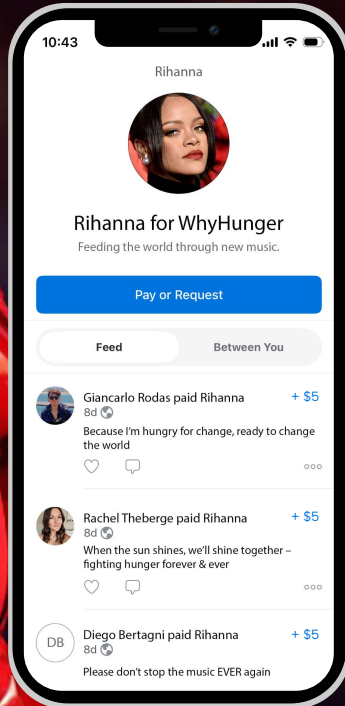 10:43
Rihanna
Rihanna for WhyHunger
Feeding the world through new music.
Pay or Request
Feed
Between You
Giancarlo Rodas paid Rihanna
+ $5
8d
Because I’m hungry for change, ready to change
the world
Rachel Theberge paid Rihanna
+ $5
8d
When the sun shines, we’ll shine together –
fighting hunger forever & ever
DB
Diego Bertagni paid Rihanna
+ $5
8d
Please don’t stop the music EVER again